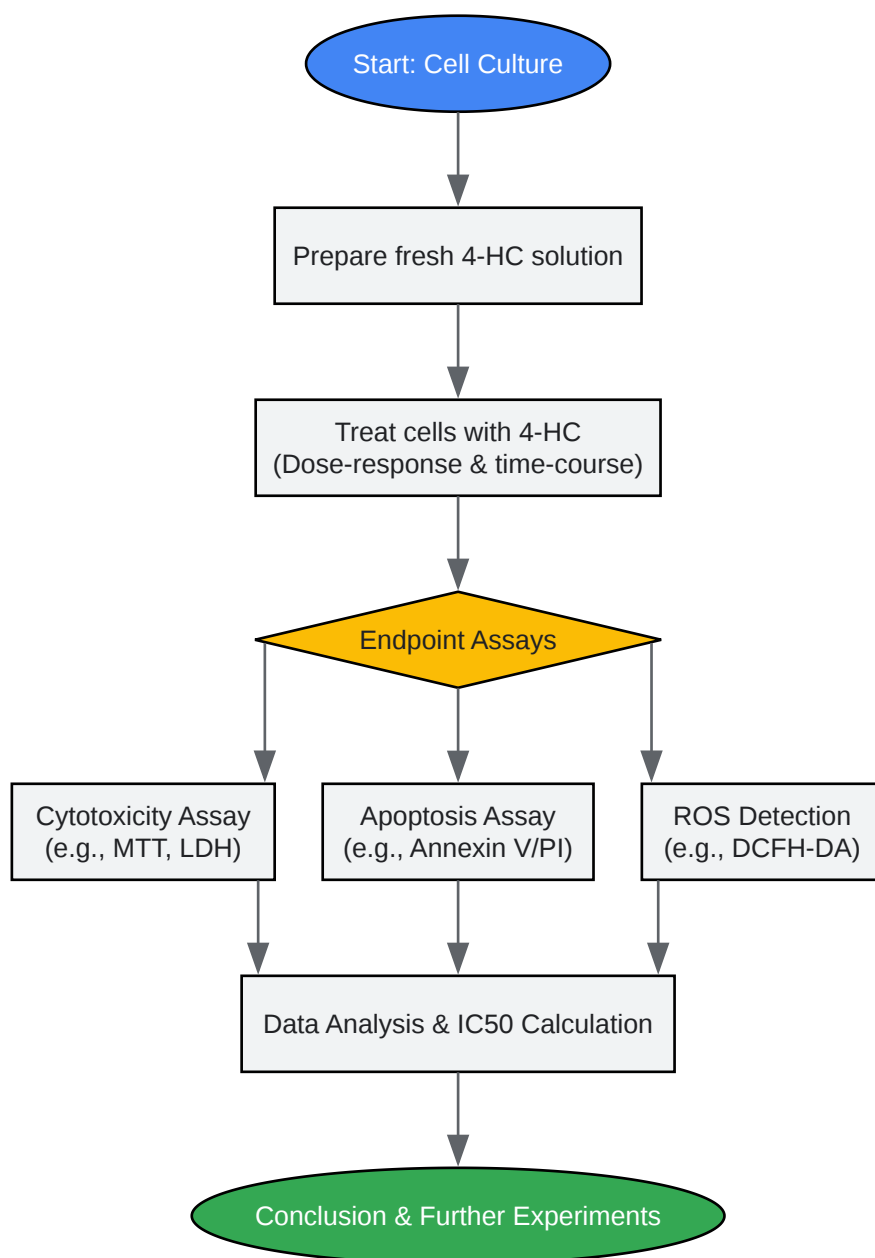 Start: Cell Culture
Prepare fresh 4-HC solution
Treat cells with 4-HC
(Dose-response & time-course)
Endpoint Assays
Cytotoxicity Assay
(e.g., MTT, LDH)
Apoptosis Assay
(e.g., Annexin V/PI)
ROS Detection
(e.g., DCFH-DA)
Data Analysis & IC50 Calculation
Conclusion & Further Experiments